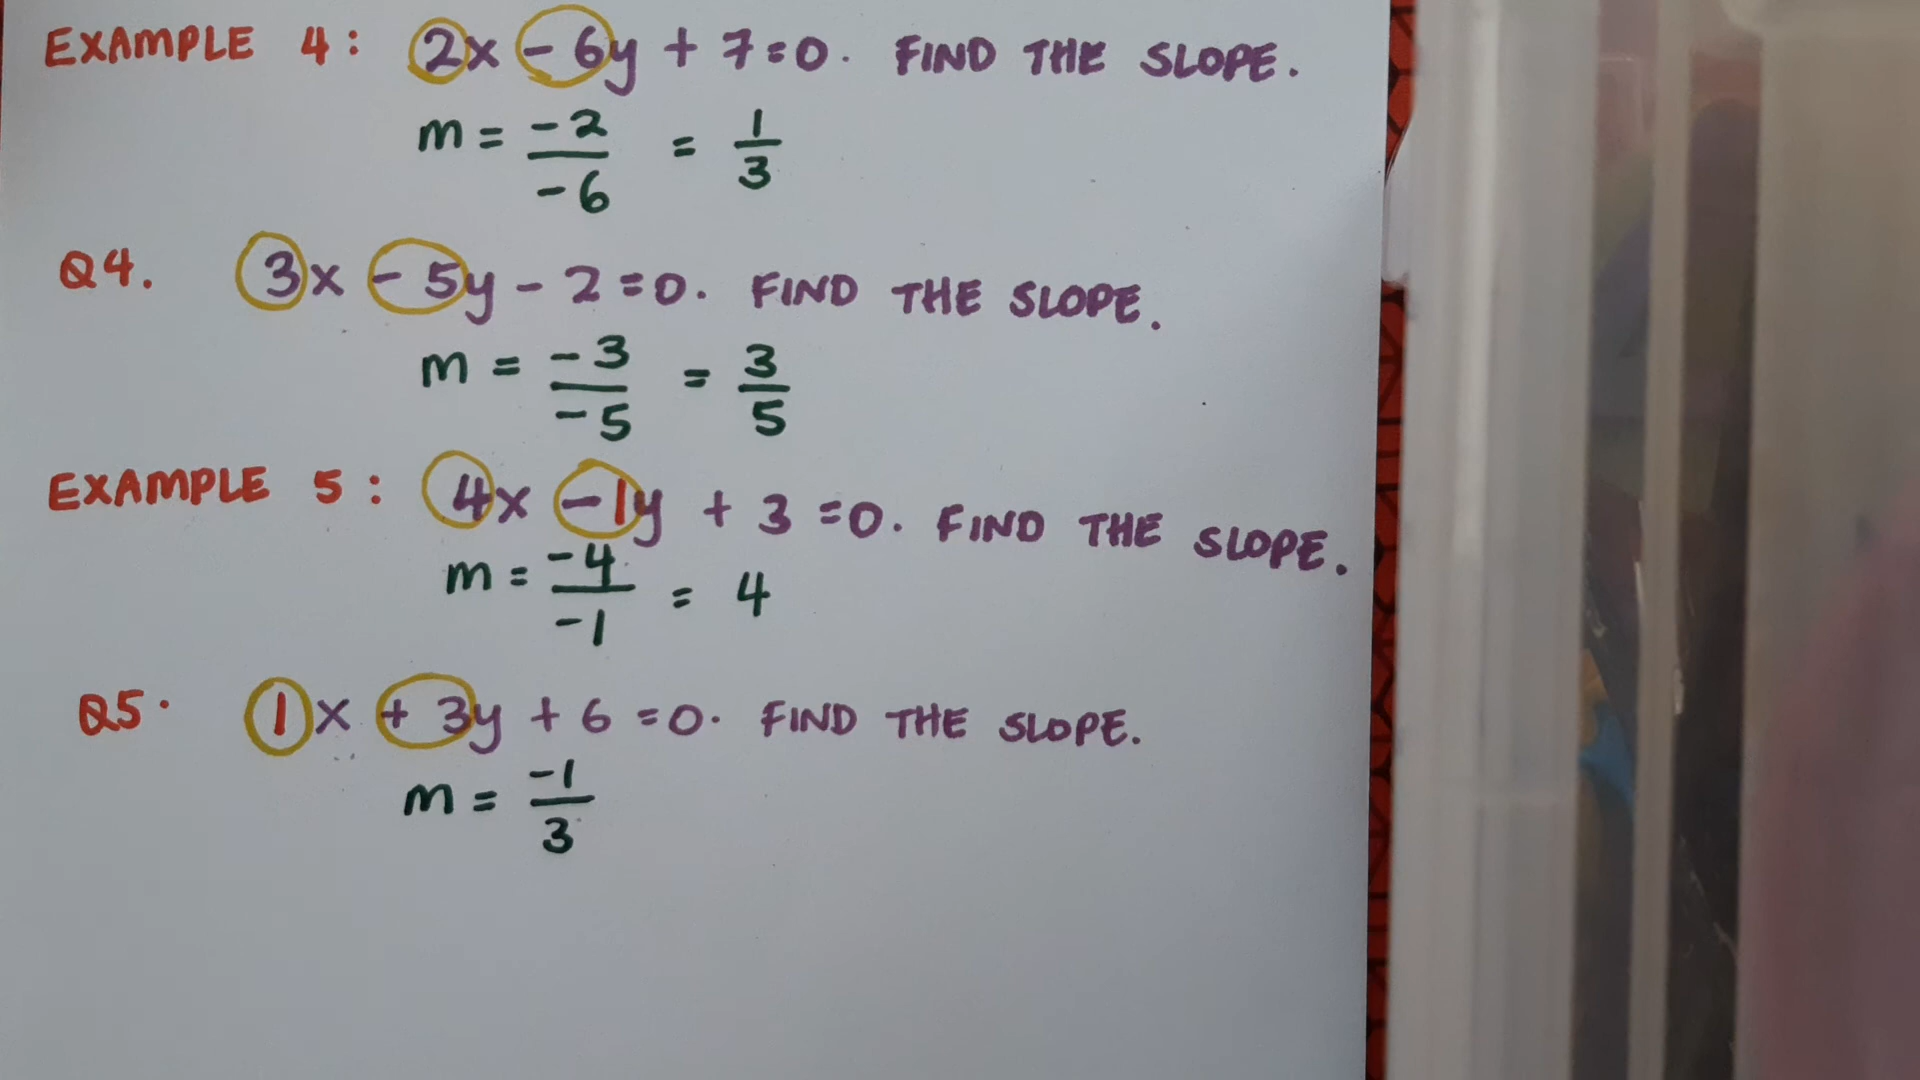 EXAMPLE 4: 2x - 6y + 7 = 0. FIND THE SLOPE.
m = -2/-6 = 1/3
Q4. 3x - 5y - 2 = 0. FIND THE SLOPE.
m = -3/-5 = 3/5
EXAMPLE 5: 4x - 1y + 3 = 0. FIND THE SLOPE.
m = -4/-1 = 4
Q5. 1x + 3y + 6 = 0. FIND THE SLOPE.
m = -1/3